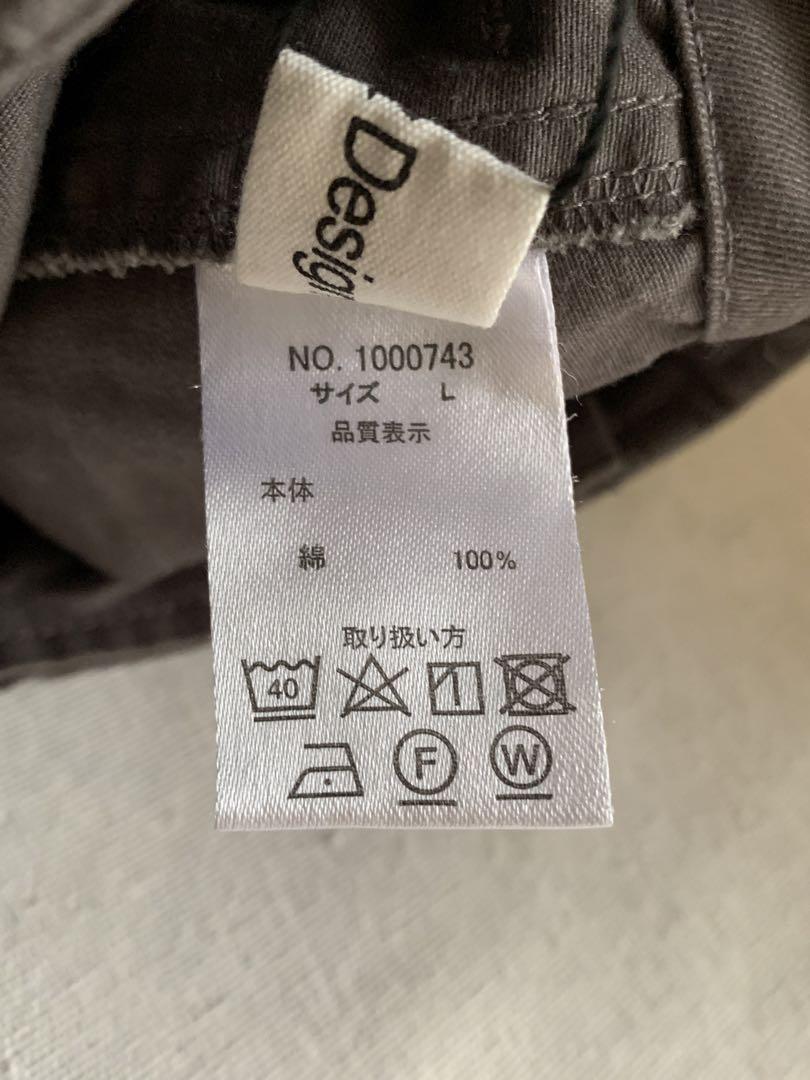 Desig
NO. 1000743
サイズ L
品質表示
本体
綿 100%
取り扱い方
40
F W